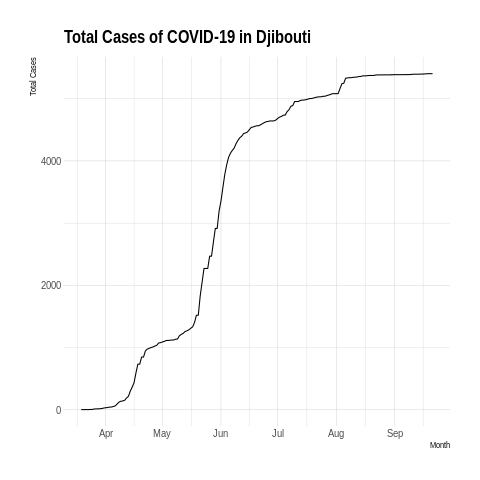 Total Cases of COVID-19 in Djibouti
Total Cases
4000
2000
0
Apr May Jun Jul Aug Sep
Month